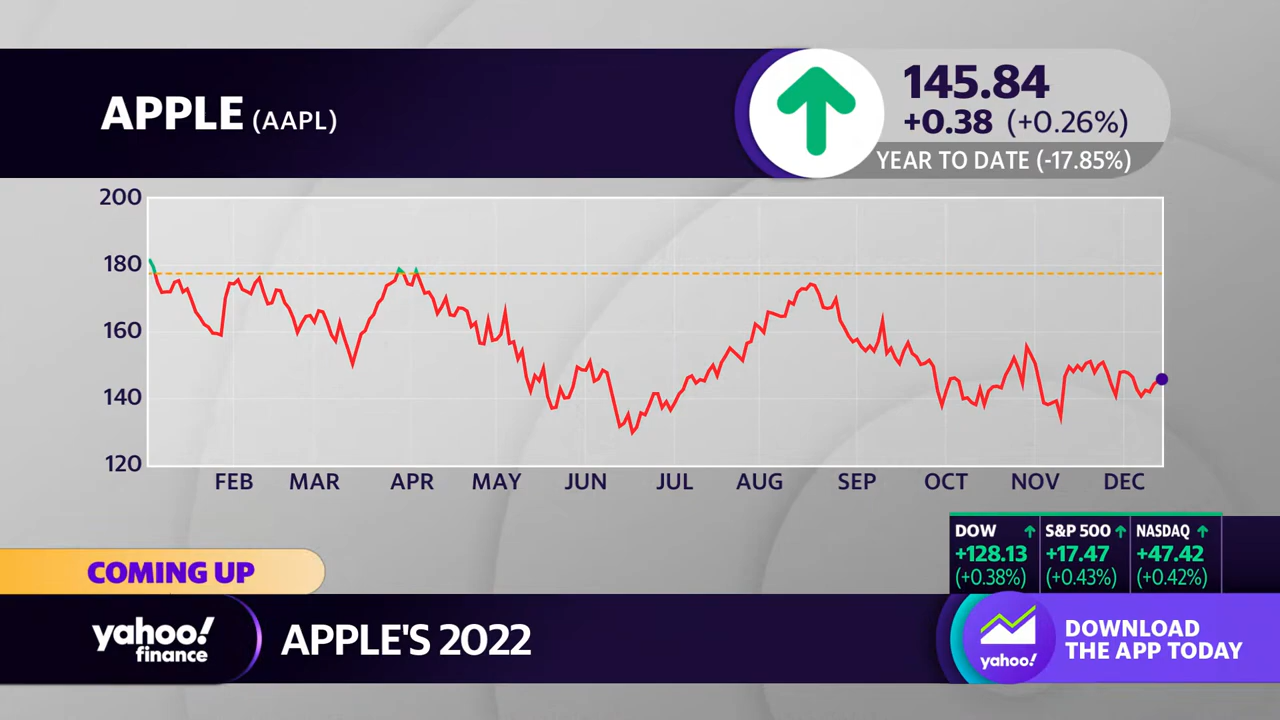 APPLE (AAPL)
145.84
+0.38 (+0.26%)
YEAR TO DATE (-17.85%)
200
180
160
140
120
FEB MAR APR MAY JUN JUL AUG SEP OCT NOV DEC
DOW S&P 500 NASDAQ
+128.13 +17.47 +47.42
(+0.38%) (+0.43%) (+0.42%)
COMING UP
yahoo!
finance
APPLE'S 2022
yahoo!
DOWNLOAD
THE APP TODAY